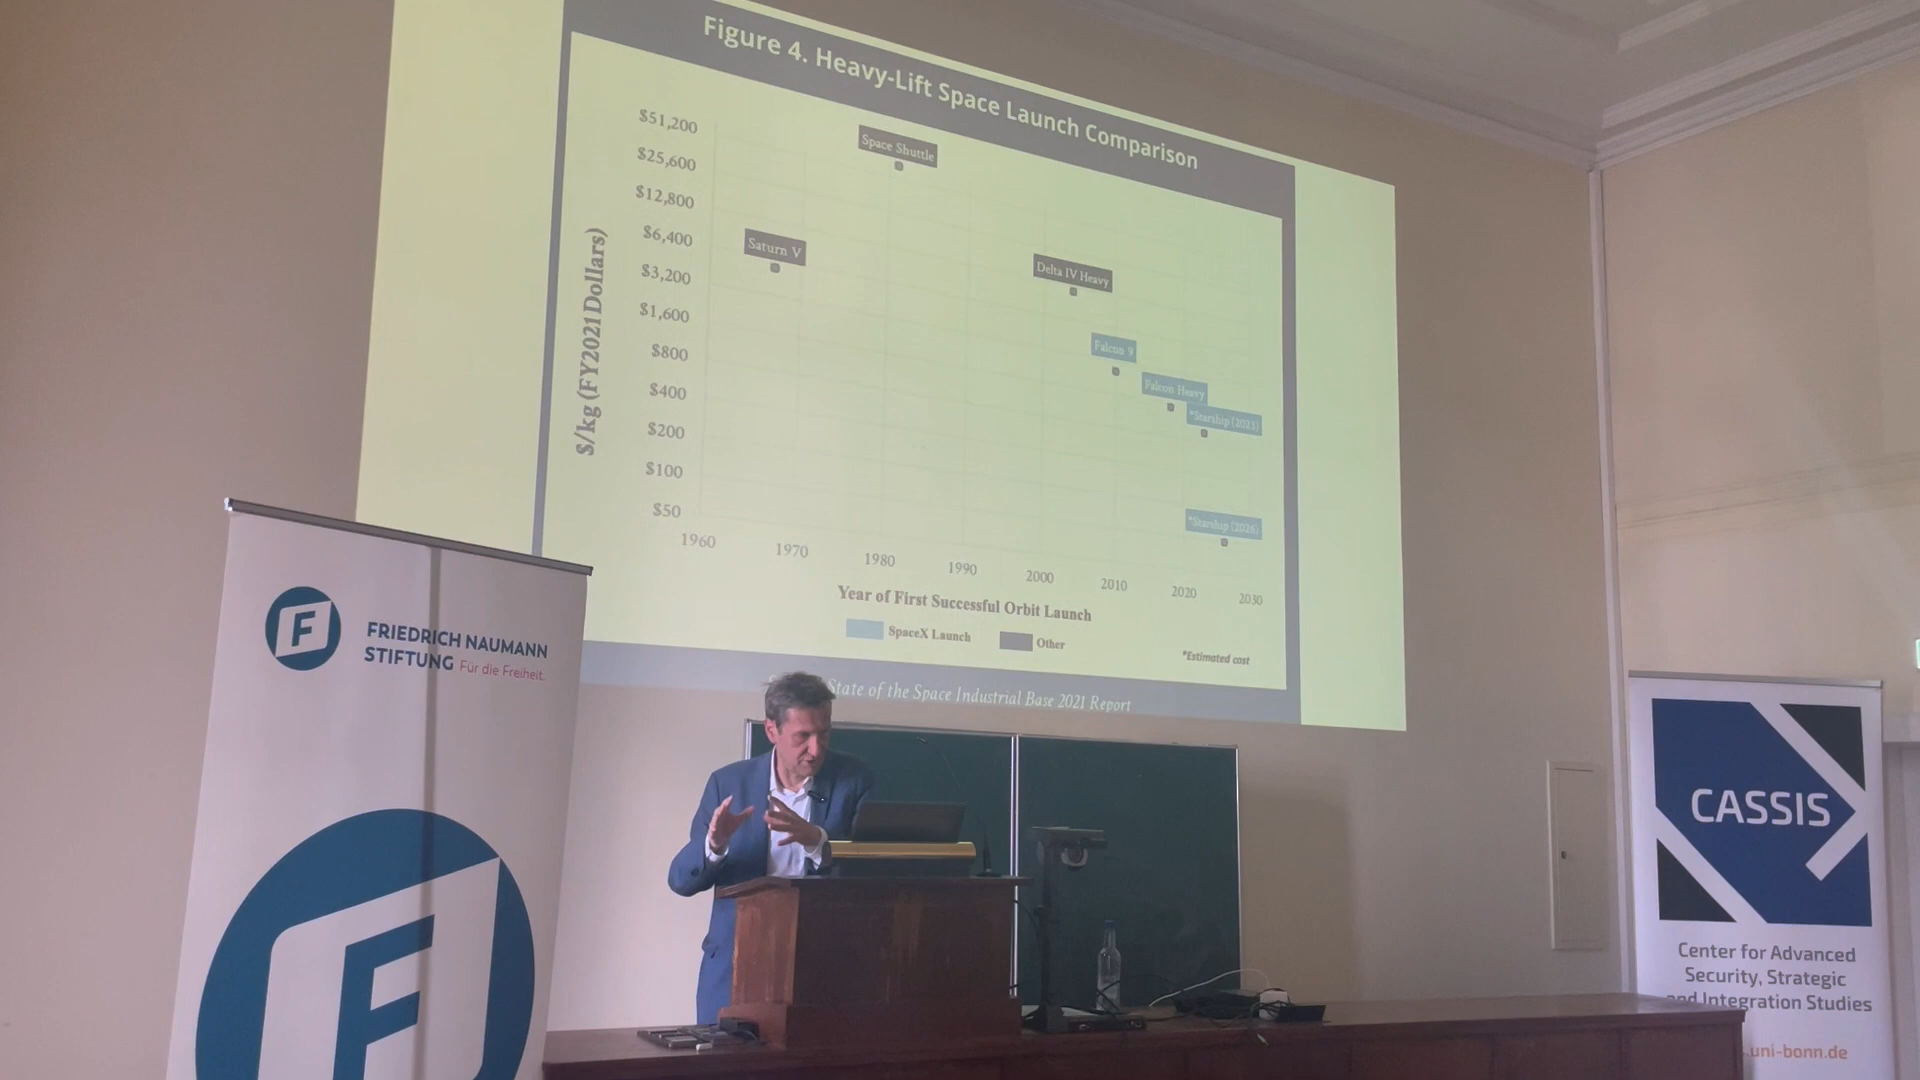 Figure 4. Heavy-Lift Space Launch Comparison
$51,200
$25,600
$12,800
$6,400
$3,200
$1,600
$800
$400
$200
$100
$50
$/kg (FY2021 Dollars)
Space Shuttle
Saturn V
Delta IV Heavy
Falcon 9
Falcon Heavy
*Starship (2023)
*Starship (2026)
1960
1970
1980
1990
2000
2010
2020
2030
Year of First Successful Orbit Launch
SpaceX Launch
Other
*Estimated cost
State of the Space Industrial Base 2021 Report
F
FRIEDRICH NAUMANN
STIFTUNG Für die Freiheit.
F
CASSIS
Center for Advanced
Security, Strategic
and Integration Studies
.uni-bonn.de